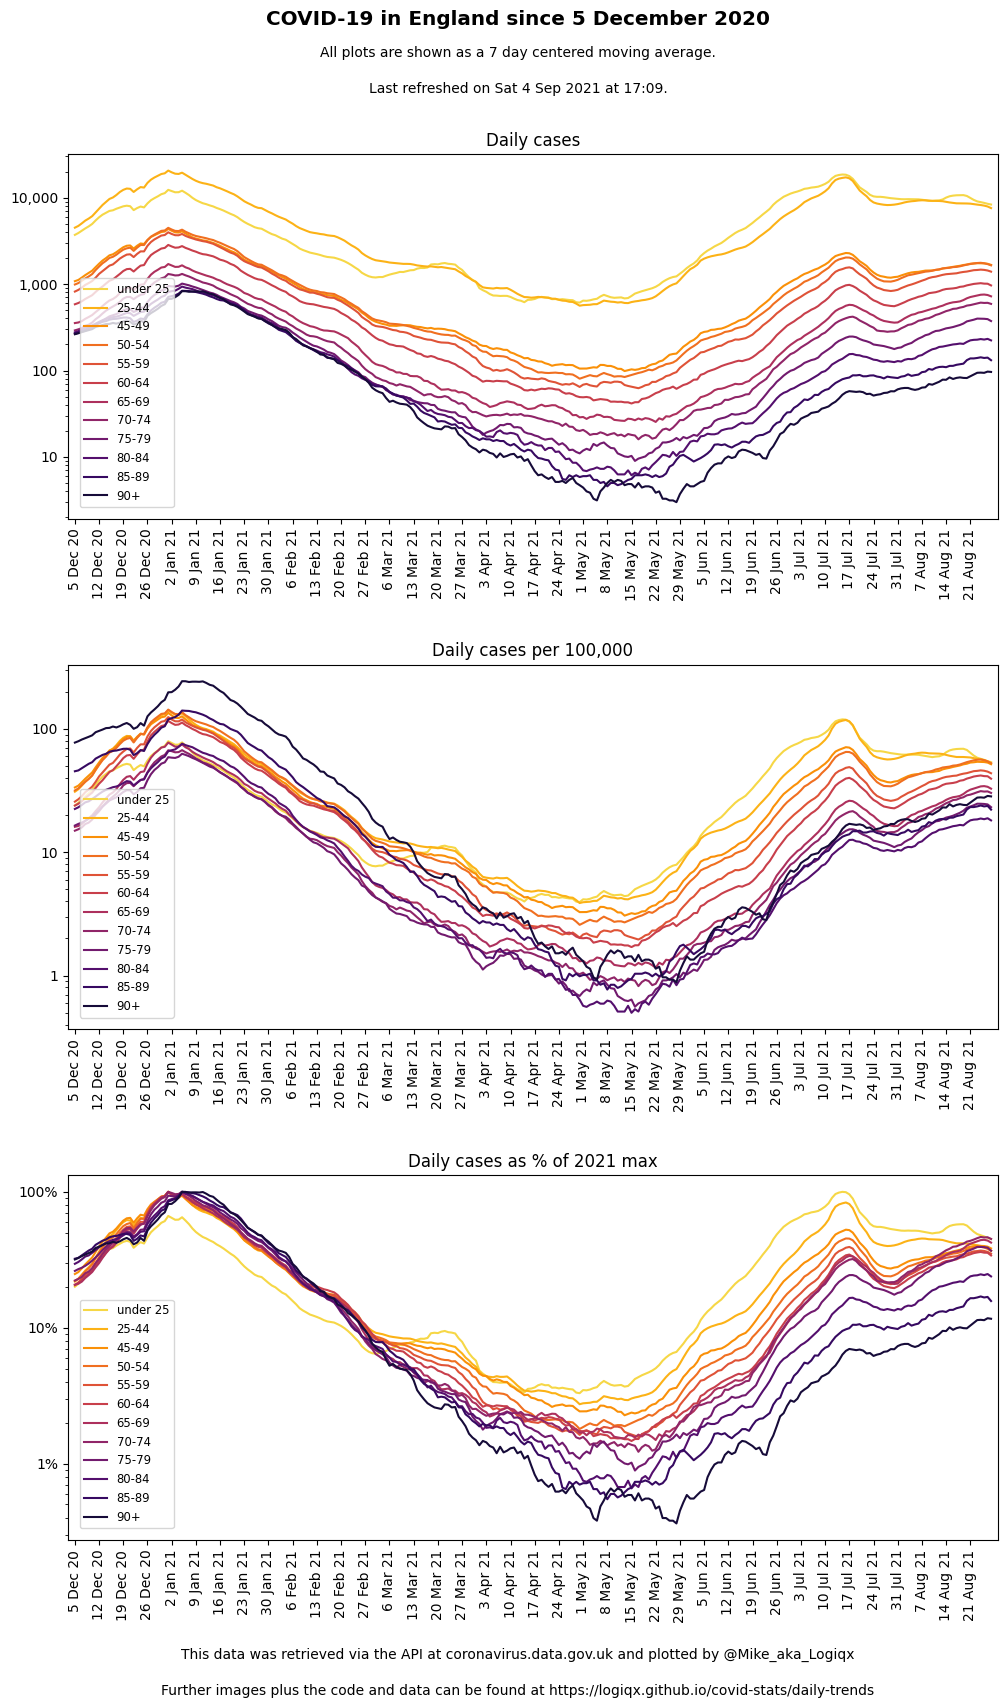 COVID-19 in England since 5 December 2020
All plots are shown as a 7 day centered moving average.
Last refreshed on Sat 4 Sep 2021 at 17:09.
Daily cases
10,000
1,000
100
10
under 25
25-44
45-49
50-54
55-59
60-64
65-69
70-74
75-79
80-84
85-89
90+
5 Dec 20
12 Dec 20
19 Dec 20
26 Dec 20
2 Jan 21
9 Jan 21
16 Jan 21
23 Jan 21
30 Jan 21
6 Feb 21
13 Feb 21
20 Feb 21
27 Feb 21
6 Mar 21
13 Mar 21
20 Mar 21
27 Mar 21
3 Apr 21
10 Apr 21
17 Apr 21
24 Apr 21
1 May 21
8 May 21
15 May 21
22 May 21
29 May 21
5 Jun 21
12 Jun 21
19 Jun 21
26 Jun 21
3 Jul 21
10 Jul 21
17 Jul 21
24 Jul 21
31 Jul 21
7 Aug 21
14 Aug 21
21 Aug 21
Daily cases per 100,000
100
10
1
under 25
25-44
45-49
50-54
55-59
60-64
65-69
70-74
75-79
80-84
85-89
90+
5 Dec 20
12 Dec 20
19 Dec 20
26 Dec 20
2 Jan 21
9 Jan 21
16 Jan 21
23 Jan 21
30 Jan 21
6 Feb 21
13 Feb 21
20 Feb 21
27 Feb 21
6 Mar 21
13 Mar 21
20 Mar 21
27 Mar 21
3 Apr 21
10 Apr 21
17 Apr 21
24 Apr 21
1 May 21
8 May 21
15 May 21
22 May 21
29 May 21
5 Jun 21
12 Jun 21
19 Jun 21
26 Jun 21
3 Jul 21
10 Jul 21
17 Jul 21
24 Jul 21
31 Jul 21
7 Aug 21
14 Aug 21
21 Aug 21
Daily cases as % of 2021 max
100%
10%
1%
under 25
25-44
45-49
50-54
55-59
60-64
65-69
70-74
75-79
80-84
85-89
90+
5 Dec 20
12 Dec 20
19 Dec 20
26 Dec 20
2 Jan 21
9 Jan 21
16 Jan 21
23 Jan 21
30 Jan 21
6 Feb 21
13 Feb 21
20 Feb 21
27 Feb 21
6 Mar 21
13 Mar 21
20 Mar 21
27 Mar 21
3 Apr 21
10 Apr 21
17 Apr 21
24 Apr 21
1 May 21
8 May 21
15 May 21
22 May 21
29 May 21
5 Jun 21
12 Jun 21
19 Jun 21
26 Jun 21
3 Jul 21
10 Jul 21
17 Jul 21
24 Jul 21
31 Jul 21
7 Aug 21
14 Aug 21
21 Aug 21
This data was retrieved via the API at coronavirus.data.gov.uk and plotted by @Mike_aka_Logiqx
Further images plus the code and data can be found at https://logiqx.github.io/covid-stats/daily-trends